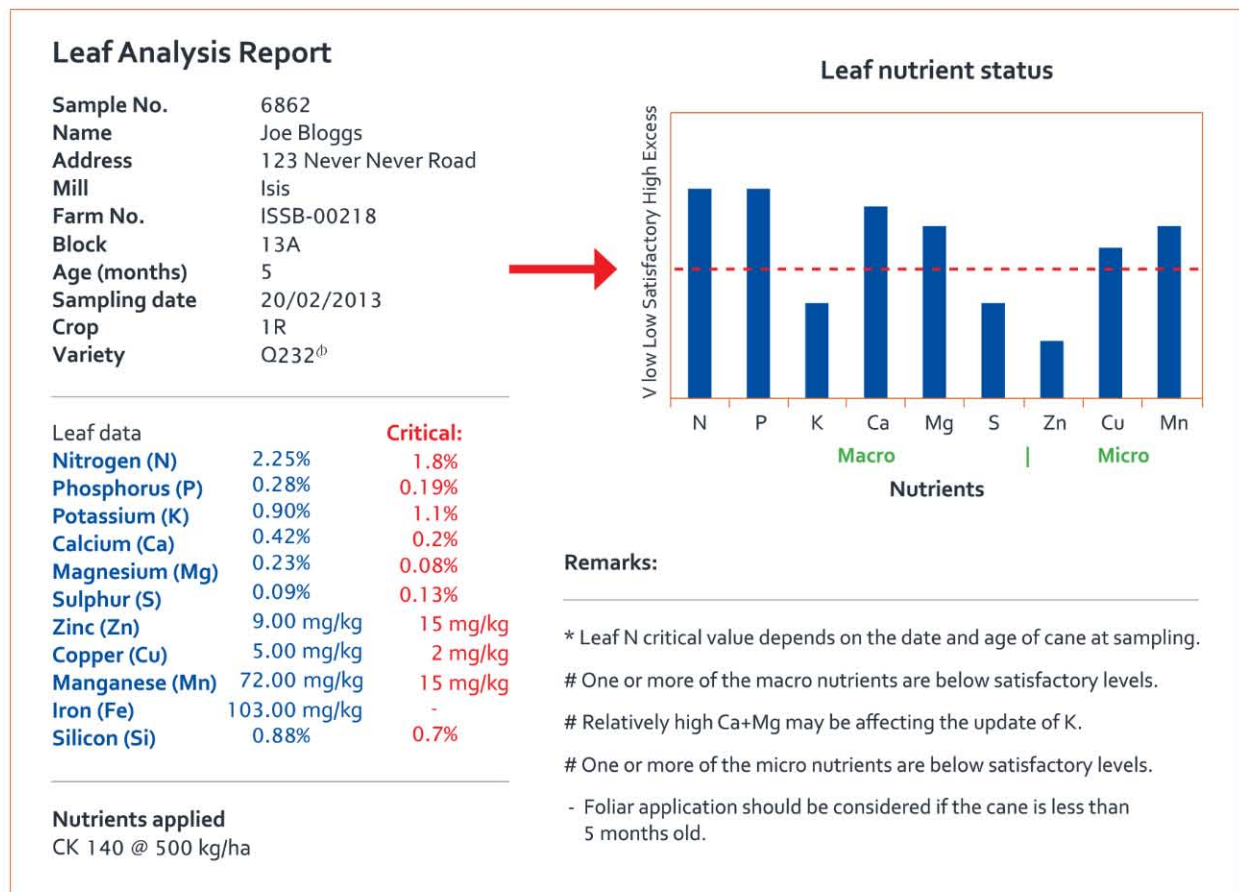 Leaf Analysis Report
Sample No. 6862
Name Joe Bloggs
Address 123 Never Never Road
Mill Isis
Farm No. ISSB-00218
Block 13A
Age (months) 5
Sampling date 20/02/2013
Crop 1R
Variety Q232⌽
Leaf data Critical:
Nitrogen (N) 2.25% 1.8%
Phosphorus (P) 0.28% 0.19%
Potassium (K) 0.90% 1.1%
Calcium (Ca) 0.42% 0.2%
Magnesium (Mg) 0.23% 0.08%
Sulphur (S) 0.09% 0.13%
Zinc (Zn) 9.00 mg/kg 15 mg/kg
Copper (Cu) 5.00 mg/kg 2 mg/kg
Manganese (Mn) 72.00 mg/kg 15 mg/kg
Iron (Fe) 103.00 mg/kg -
Silicon (Si) 0.88% 0.7%
Nutrients applied
CK 140 @ 500 kg/ha
Leaf nutrient status
V low Low Satisfactory High Excess
N P K Ca Mg S Zn Cu Mn
Macro | Micro
Nutrients
Remarks:
* Leaf N critical value depends on the date and age of cane at sampling.
# One or more of the macro nutrients are below satisfactory levels.
# Relatively high Ca+Mg may be affecting the update of K.
# One or more of the micro nutrients are below satisfactory levels.
- Foliar application should be considered if the cane is less than
5 months old.